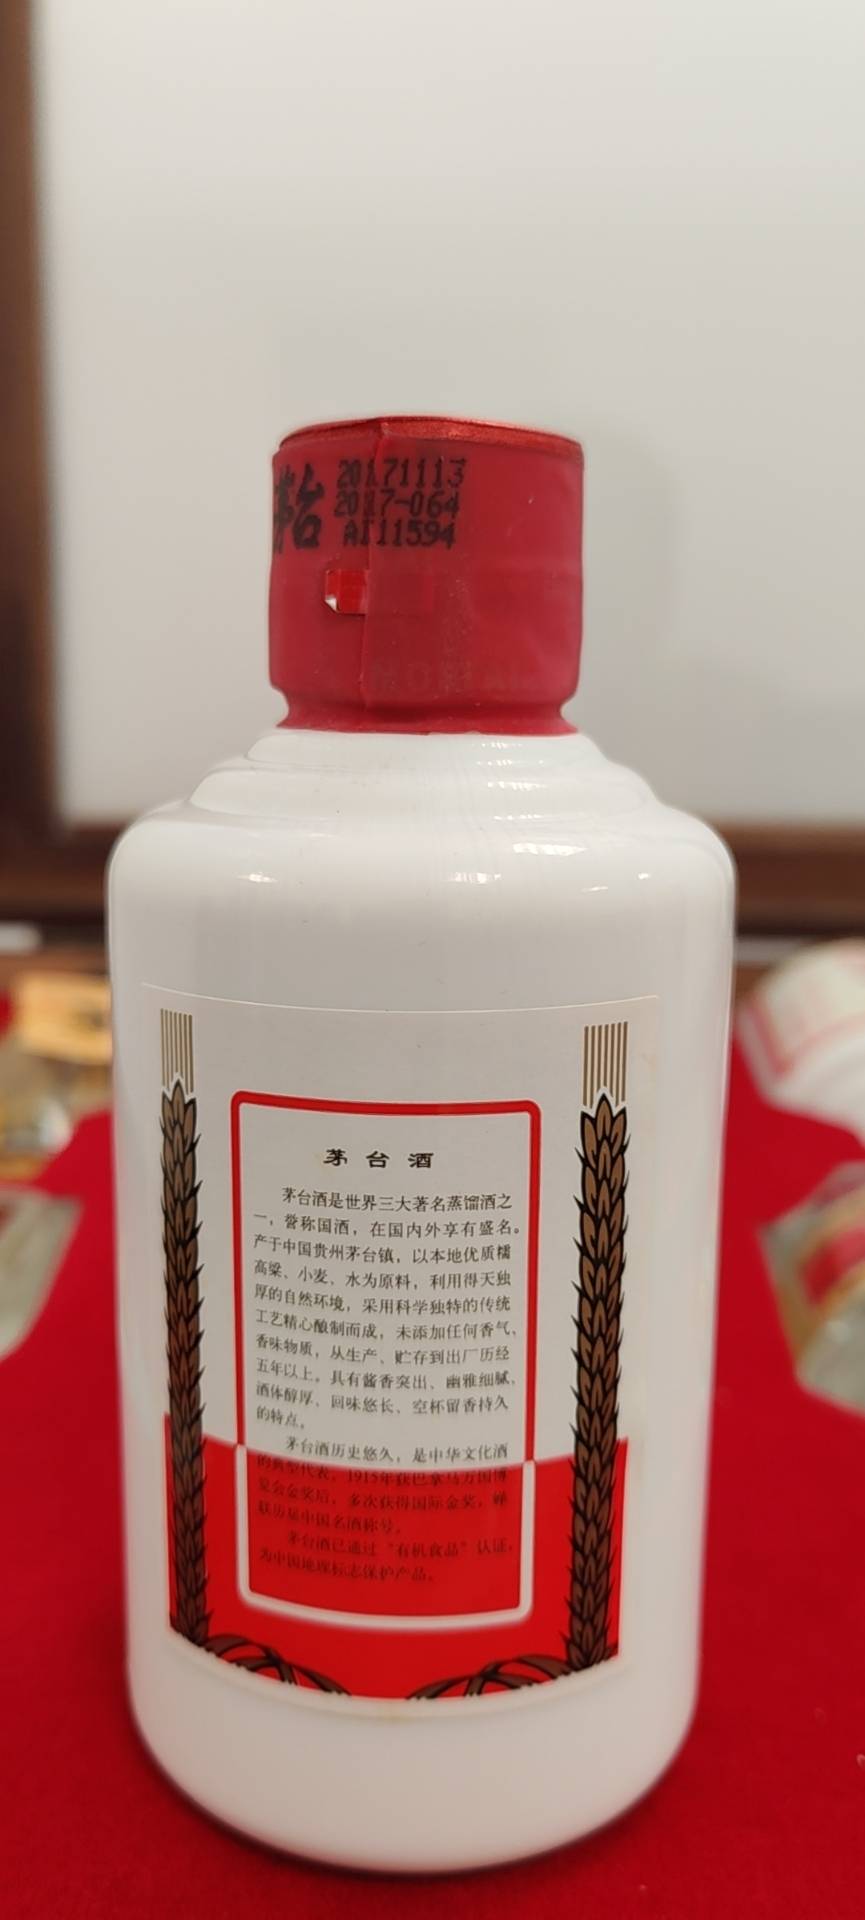 茅台
20171113
2017-064
AI11594
茅台酒
茅台酒是世界三大著名蒸馏酒之
一，誉称国酒，在国内外享有盛名。
产于中国贵州茅台镇，以本地优质糯
高粱、小麦、水为原料，利用得天独
厚的自然环境，采用科学独特的传统
工艺精心酿制而成，未添加任何香气、
香味物质，从生产、贮存到出厂历经
五年以上。具有酱香突出、幽雅细腻、
酒体醇厚、回味悠长、空杯留香持久
的特点。
茅台酒历史悠久，是中华文化酒
的典型代表，1915年获巴拿马万国博
览会金奖后，多次获得国际金奖，蝉
联历届中国名酒称号。
茅台酒已通过“有机食品”认证，
为中国地理标志保护产品。